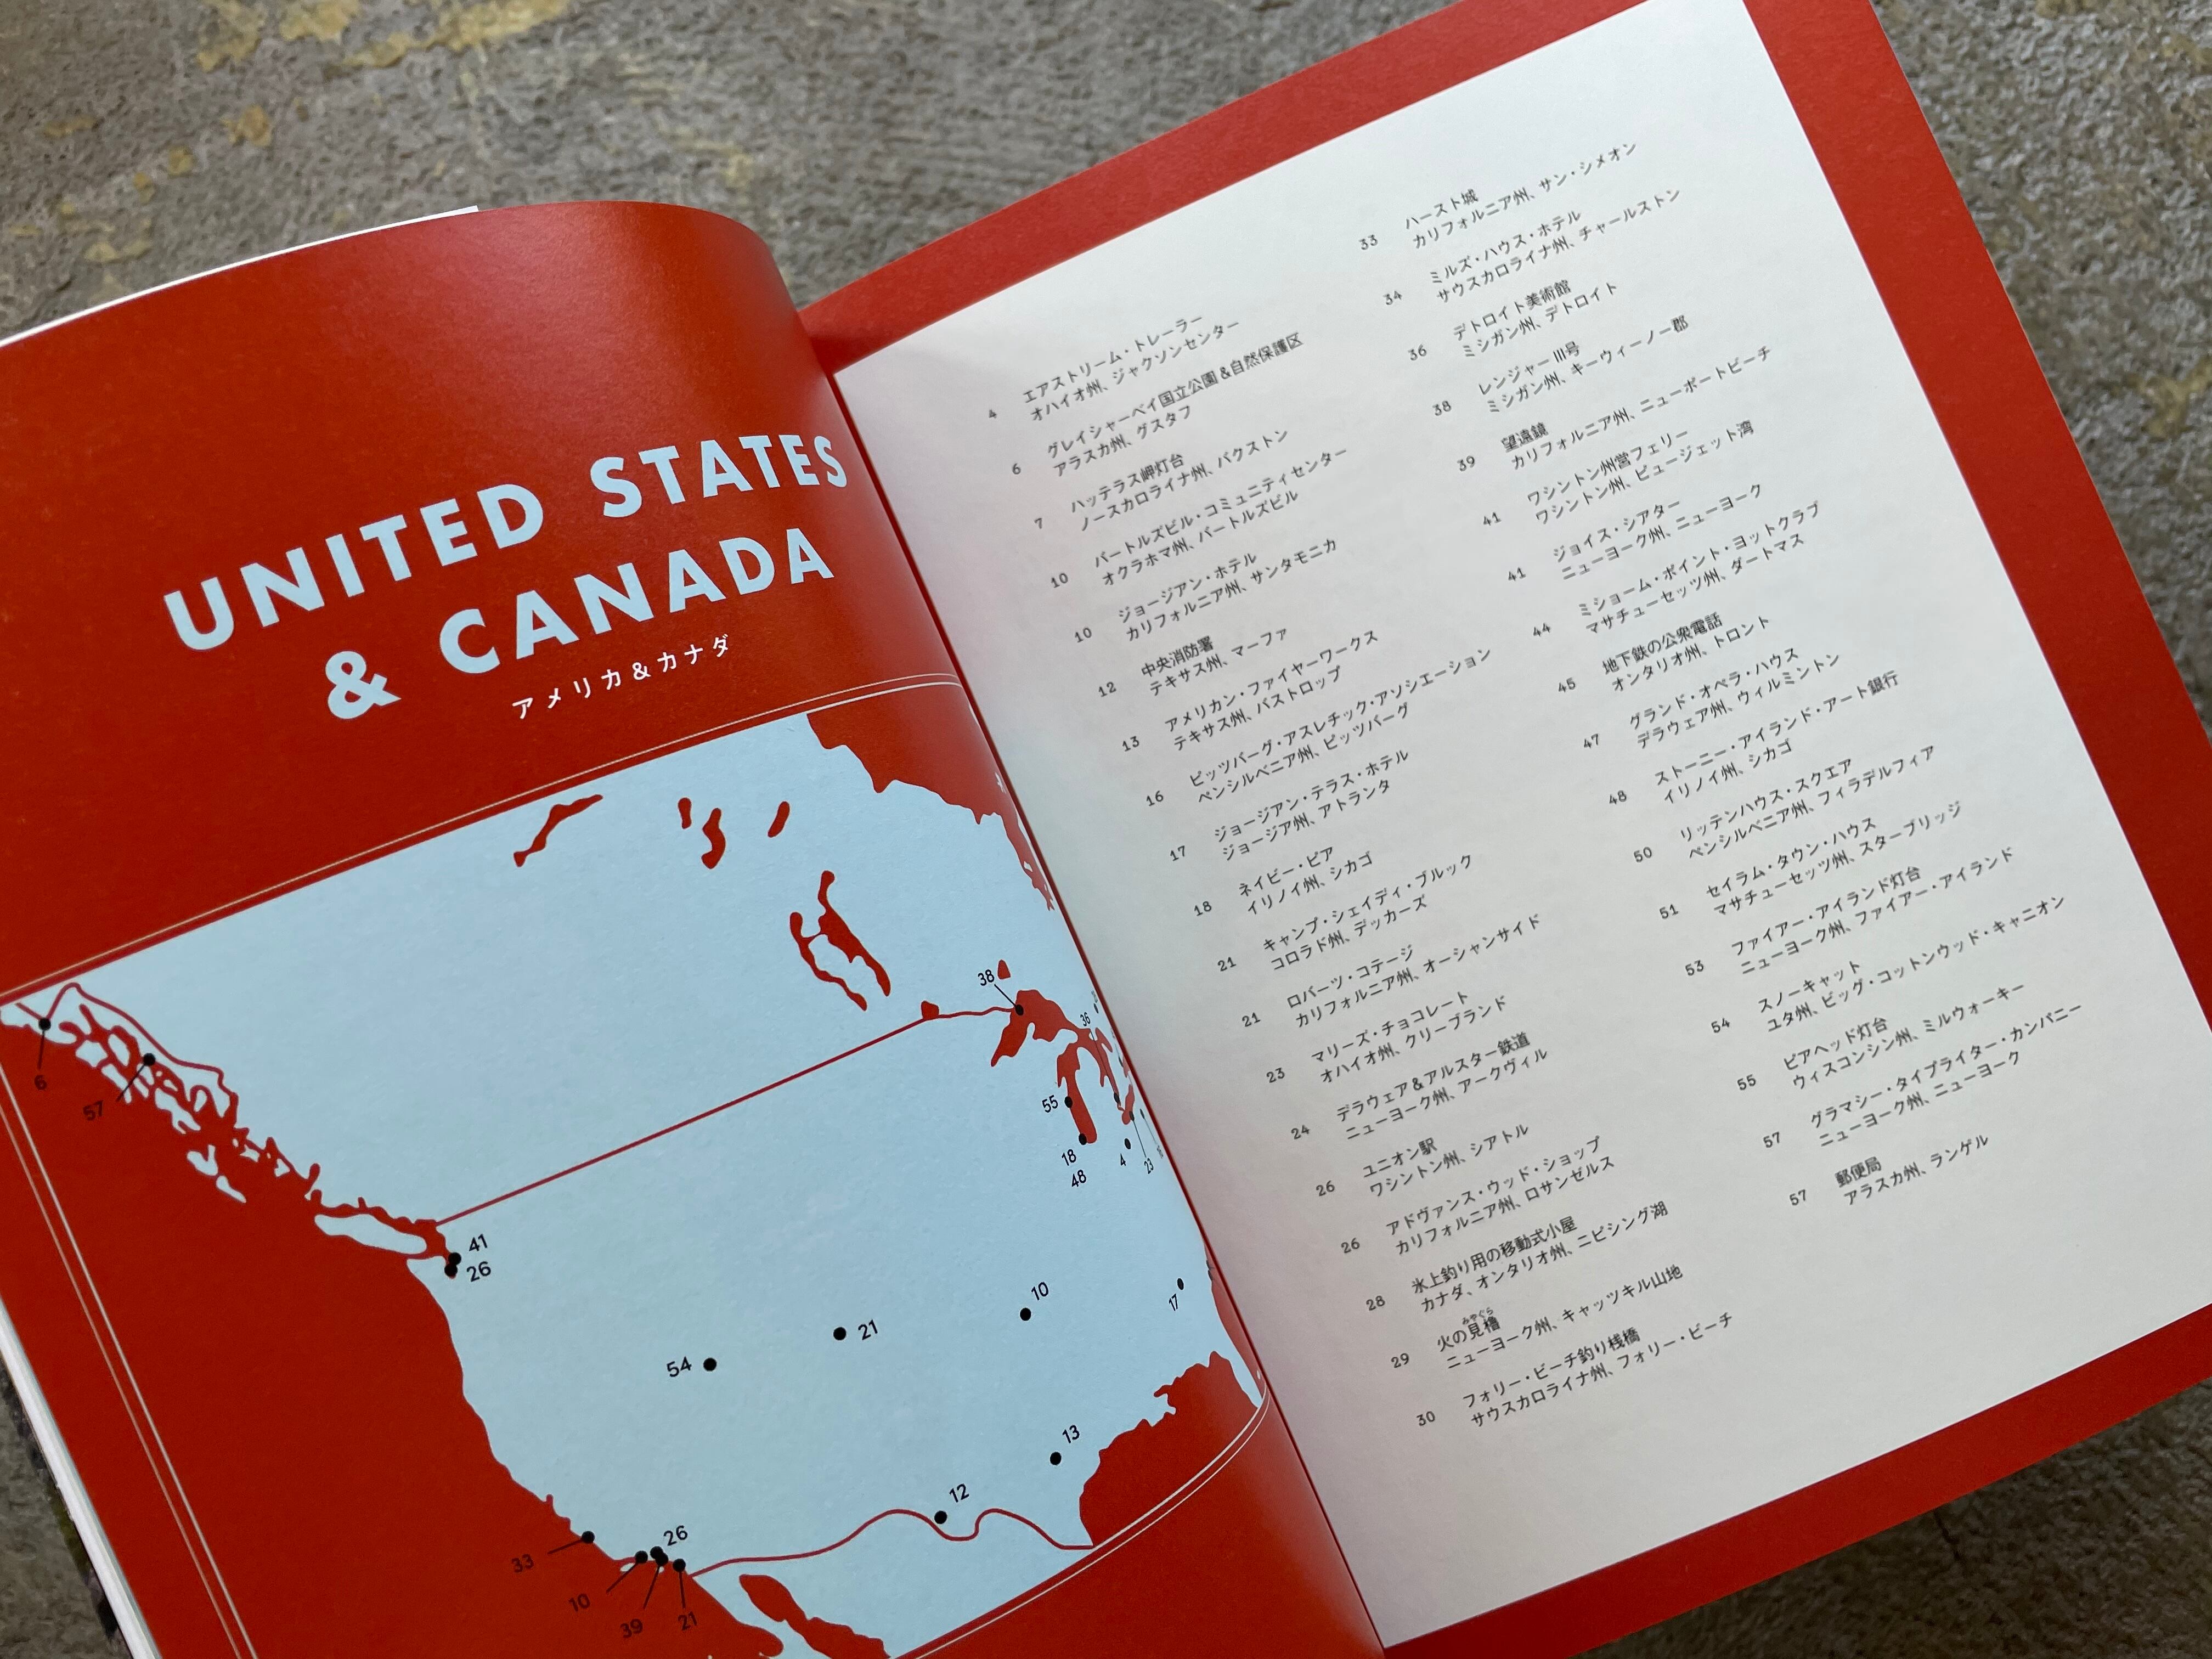 UNITED STATES
& CANADA
アメリカ&カナダ
38
36
6
57
55
18
48
4
23
41
26
10
17
21
54
13
12
33
26
10
39
21
4 エアストリーム・トレーラー
オハイオ州、ジャクソンセンター
6 グレイシャーベイ国立公園&自然保護区
アラスカ州、グスタフ
7 ハッテラス岬灯台
ノースカロライナ州、バクストン
10 バートルズビル・コミュニティセンター
オクラホマ州、バートルズビル
10 ジョージアン・ホテル
カリフォルニア州、サンタモニカ
12 中央消防署
テキサス州、マーファ
13 アメリカン・ファイヤーワークス
テキサス州、バストロップ
16 ピッツバーグ・アスレチック・アソシエーション
ペンシルベニア州、ピッツバーグ
17 ジョージアン・テラス・ホテル
ジョージア州、アトランタ
18 ネイビー・ピア
イリノイ州、シカゴ
21 キャンプ・シェイディ・ブルック
コロラド州、デッカーズ
21 ロバーツ・コテージ
カリフォルニア州、オーシャンサイド
23 マリーズ・チョコレート
オハイオ州、クリーブランド
24 デラウェア&アルスター鉄道
ニューヨーク州、アークヴィル
26 ユニオン駅
ワシントン州、シアトル
26 アドヴァンス・ウッド・ショップ
カリフォルニア州、ロサンゼルス
28 氷上釣り用の移動式小屋
カナダ、オンタリオ州、ニピシング湖
29 火の見櫓
みやぐら
ニューヨーク州、キャッツキル山地
30 フォリー・ビーチ釣り桟橋
サウスカロライナ州、フォリー・ビーチ
33 ハースト城
カリフォルニア州、サン・シメオン
34 ミルズ・ハウス・ホテル
サウスカロライナ州、チャールストン
36 デトロイト美術館
ミシガン州、デトロイト
38 レンジャーIII号
ミシガン州、キーウィーノー郡
39 望遠鏡
カリフォルニア州、ニューポートビーチ
41 ワシントン州営フェリー
ワシントン州、ピュージェット湾
41 ジョイス・シアター
ニューヨーク州、ニューヨーク
44 ミショーム・ポイント・ヨットクラブ
マサチューセッツ州、ダートマス
45 地下鉄の公衆電話
オンタリオ州、トロント
47 グランド・オペラ・ハウス
デラウェア州、ウィルミントン
48 ストーニー・アイランド・アート銀行
イリノイ州、シカゴ
50 リッテンハウス・スクエア
ペンシルベニア州、フィラデルフィア
51 セイラム・タウン・ハウス
マサチューセッツ州、スターブリッジ
53 ファイアー・アイランド灯台
ニューヨーク州、ファイアー・アイランド
54 スノーキャット
ユタ州、ビッグ・コットンウッド・キャニオン
55 ピアヘッド灯台
ウィスコンシン州、ミルウォーキー
57 グラマシー・タイプライター・カンパニー
ニューヨーク州、ニューヨーク
57 郵便局
アラスカ州、ランゲル